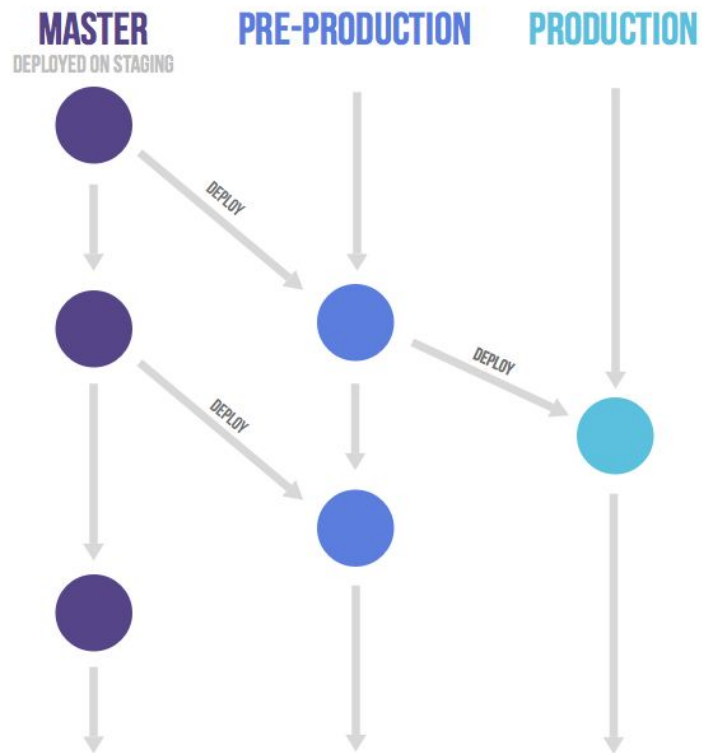 MASTER
DEPLOYED ON STAGING
PRE-PRODUCTION
PRODUCTION
DEPLOY
DEPLOY
DEPLOY